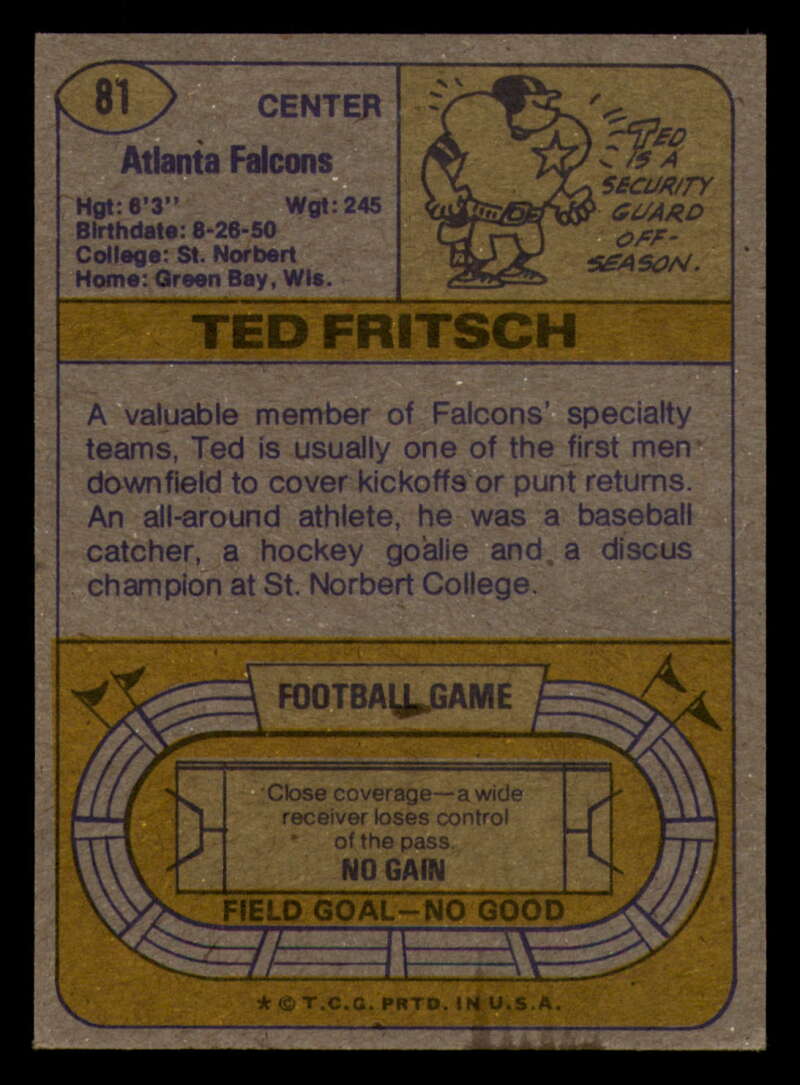 81
CENTER
Atlanta Falcons
Hgt: 6'3'' Wgt: 245
Birthdate: 8-26-50
College: St. Norbert
Home: Green Bay, Wis.
TED
IS A
SECURITY
GUARD
OFF-
SEASON.
TED FRITSCH
A valuable member of Falcons' specialty
teams, Ted is usually one of the first men
downfield to cover kickoffs or punt returns.
An all-around athlete, he was a baseball
catcher, a hockey goalie and a discus
champion at St. Norbert College.
FOOTBALL GAME
Close coverage—a wide
receiver loses control
of the pass.
NO GAIN
FIELD GOAL—NO GOOD
* © T.C.G. PRTD. IN U.S.A.